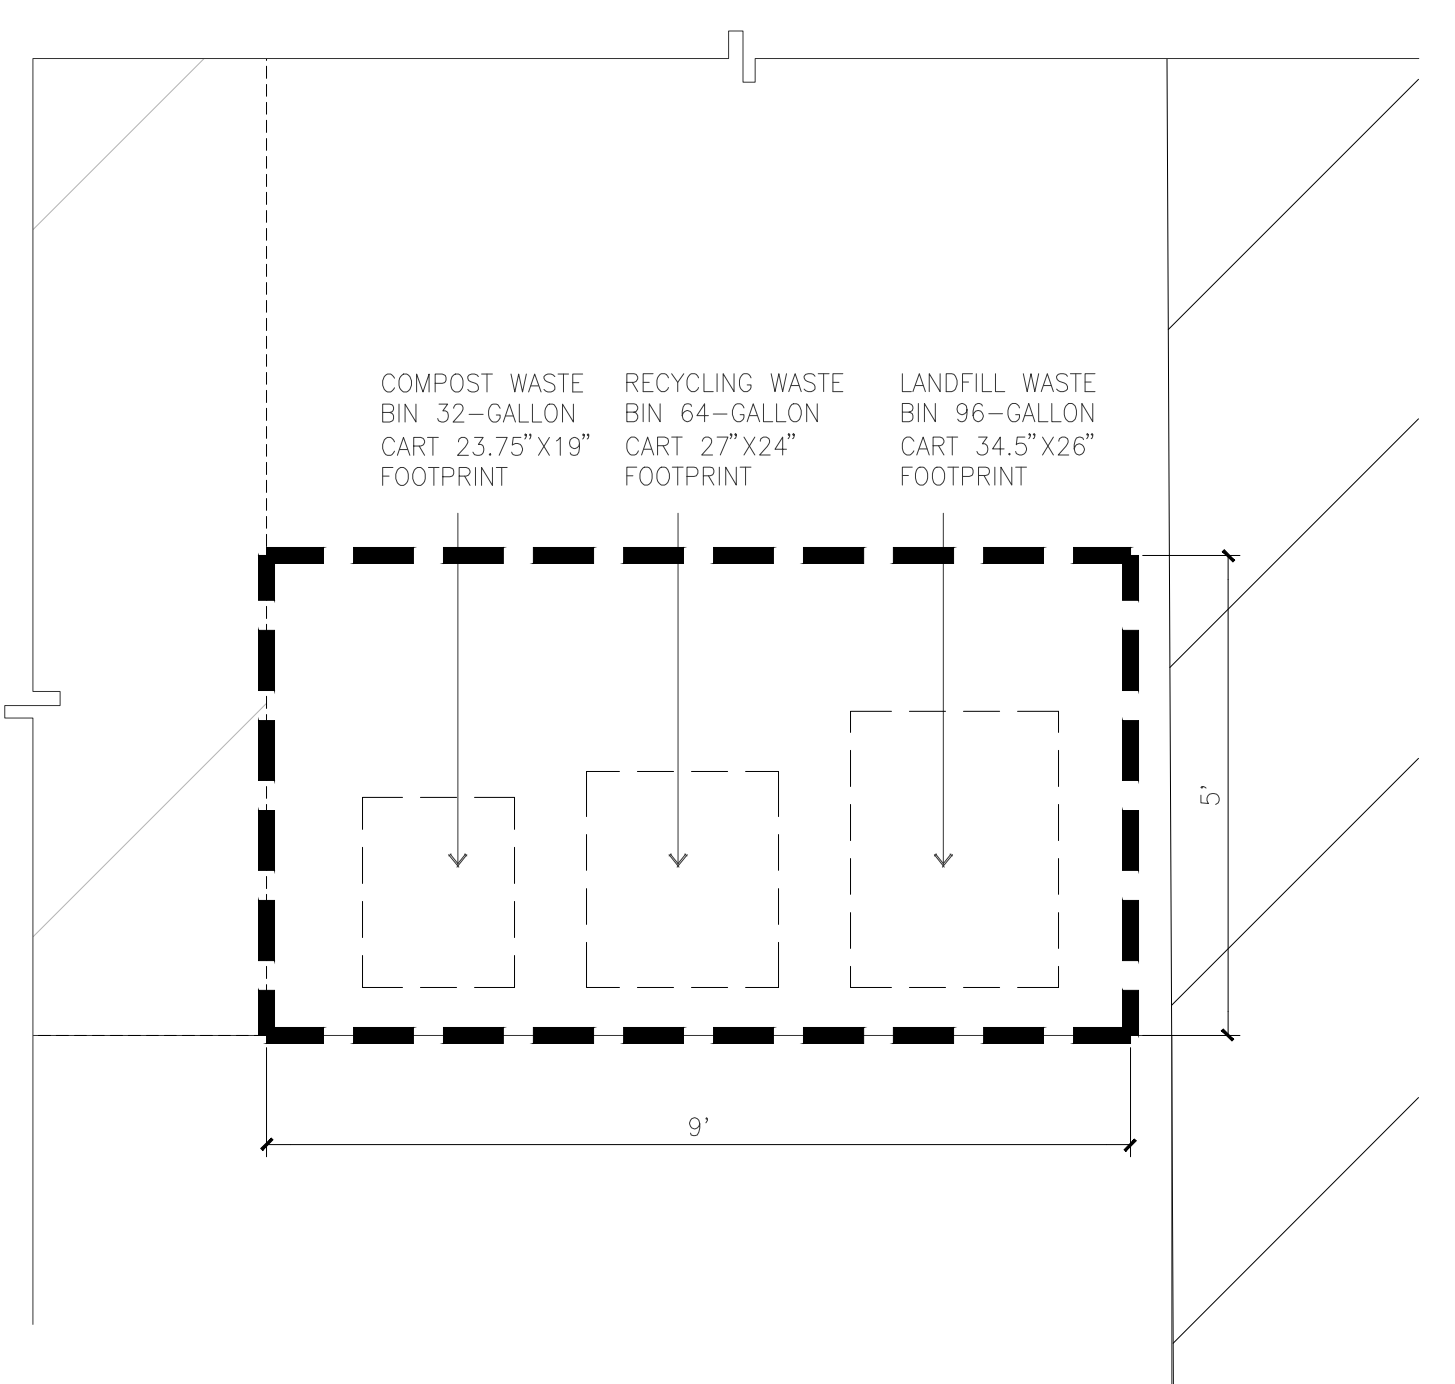 COMPOST WASTE
BIN 32-GALLON
CART 23.75"X19"
FOOTPRINT
RECYCLING WASTE
BIN 64-GALLON
CART 27"X24"
FOOTPRINT
LANDFILL WASTE
BIN 96-GALLON
CART 34.5"X26"
FOOTPRINT
5'
9'